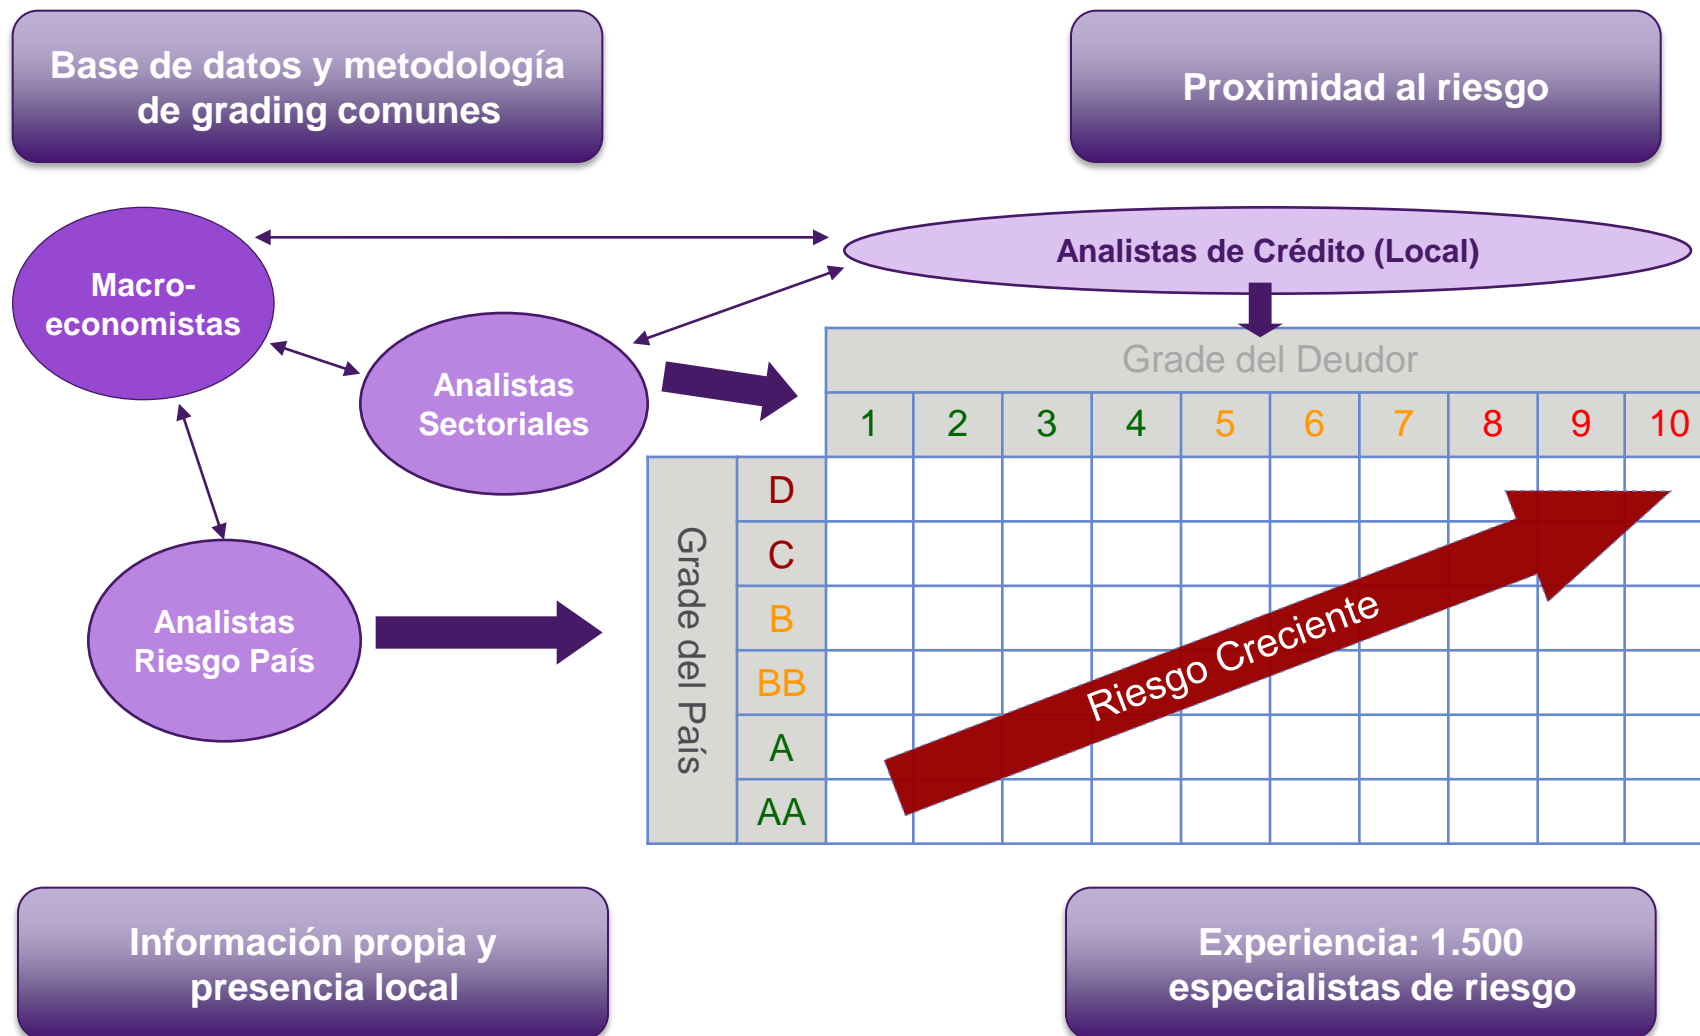 Base de datos y metodología
de grading comunes
Proximidad al riesgo
Macro-
economistas
Analistas de Crédito (Local)
Analistas
Sectoriales
Analistas
Riesgo País
Grade del Deudor
1 2 3 4 5 6 7 8 9 10
Grade del País
D
C
B
BB
A
AA
Riesgo Creciente
Información propia y
presencia local
Experiencia: 1.500
especialistas de riesgo